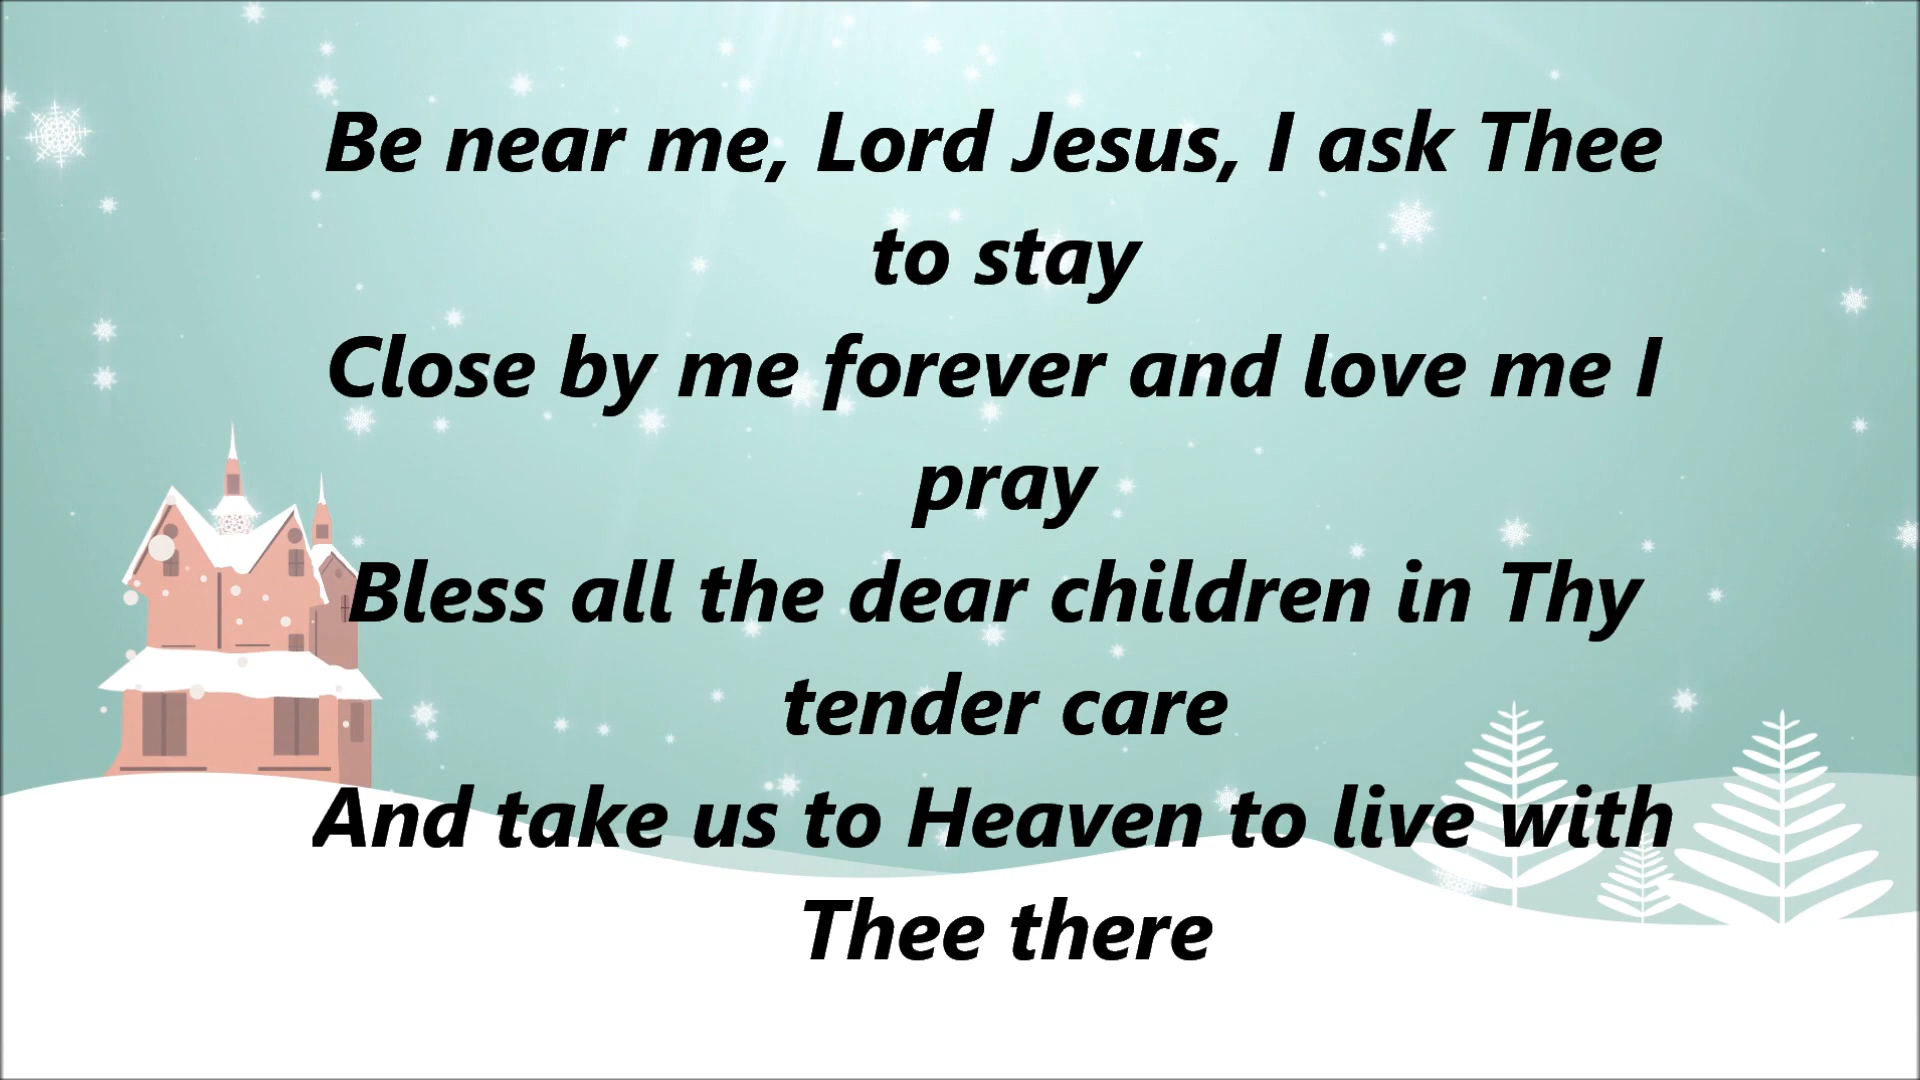 Be near me, Lord Jesus, I ask Thee
to stay
Close by me forever and love me I
pray
Bless all the dear children in Thy
tender care
And take us to Heaven to live with
Thee there